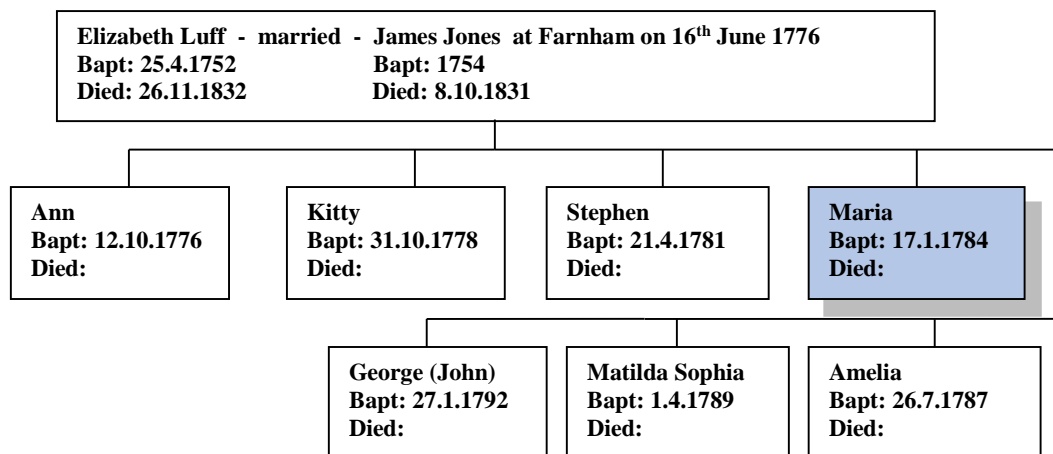 Elizabeth Luff - married - James Jones at Farnham on 16th June 1776
Bapt: 25.4.1752 Bapt: 1754
Died: 26.11.1832 Died: 8.10.1831
Ann
Bapt: 12.10.1776
Died:
Kitty
Bapt: 31.10.1778
Died:
Stephen
Bapt: 21.4.1781
Died:
Maria
Bapt: 17.1.1784
Died:
George (John)
Bapt: 27.1.1792
Died:
Matilda Sophia
Bapt: 1.4.1789
Died:
Amelia
Bapt: 26.7.1787
Died: